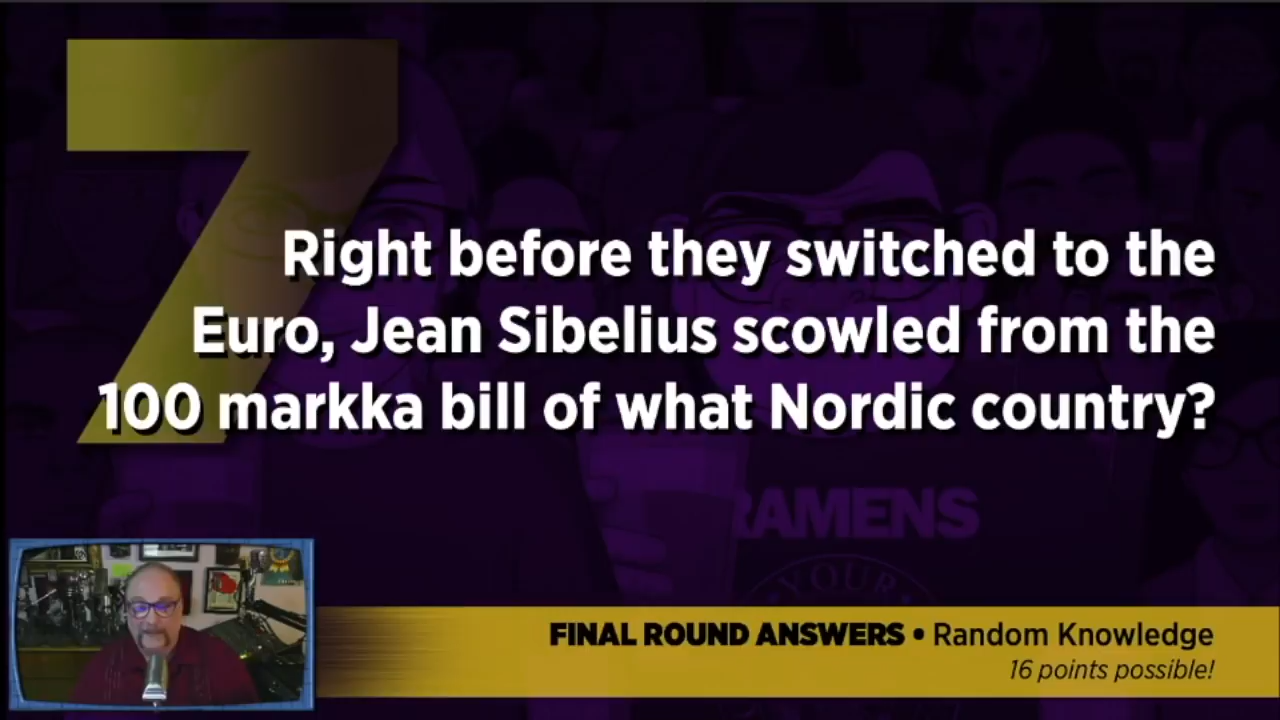 7
Right before they switched to the
Euro, Jean Sibelius scowled from the
100 markka bill of what Nordic country?
RAMENS
YOUR
FINAL ROUND ANSWERS • Random Knowledge
16 points possible!